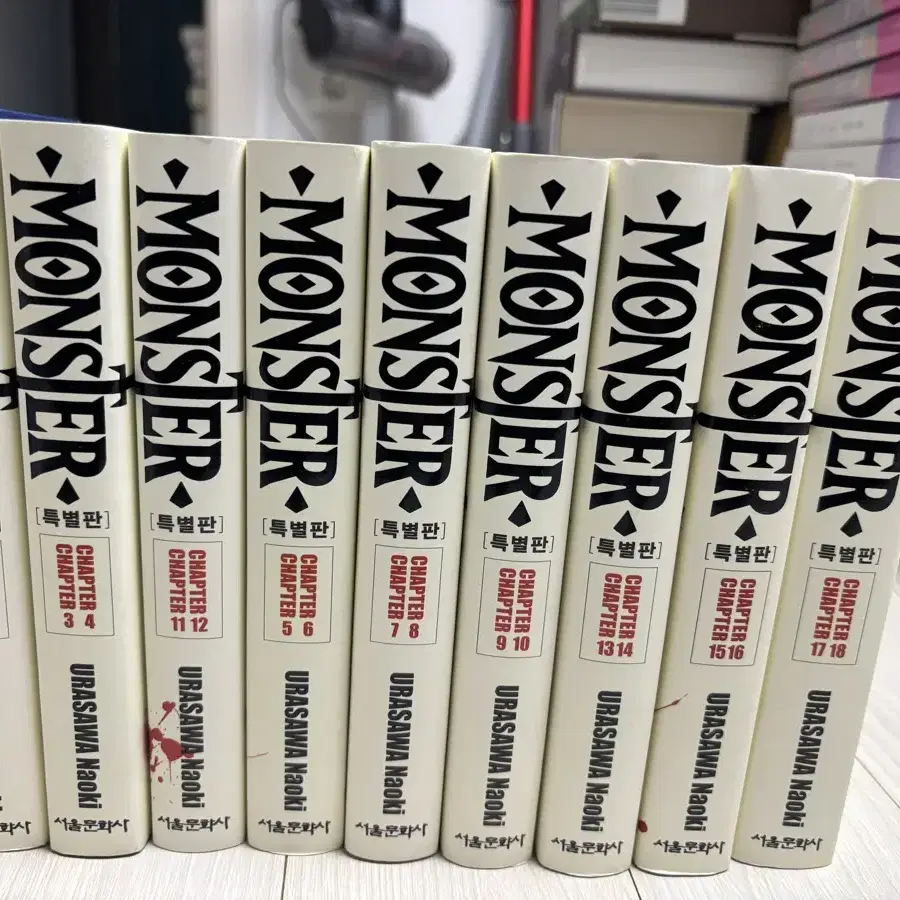 MONSTER
[특별판]
CHAPTER 4
CHAPTER 3
URASAWA Naoki
서울문화사
MONSTER
[특별판]
CHAPTER 12
CHAPTER 11
URASAWA Naoki
서울문화사
MONSTER
[특별판]
CHAPTER 6
CHAPTER 5
URASAWA Naoki
서울문화사
MONSTER
[특별판]
CHAPTER 8
CHAPTER 7
URASAWA Naoki
서울문화사
MONSTER
[특별판]
CHAPTER 10
CHAPTER 9
URASAWA Naoki
서울문화사
MONSTER
[특별판]
CHAPTER 14
CHAPTER 13
URASAWA Naoki
서울문화사
MONSTER
[특별판]
CHAPTER 16
CHAPTER 15
URASAWA Naoki
서울문화사
MONSTER
[특별판]
CHAPTER 18
CHAPTER 17
URASAWA Naoki
서울문화사